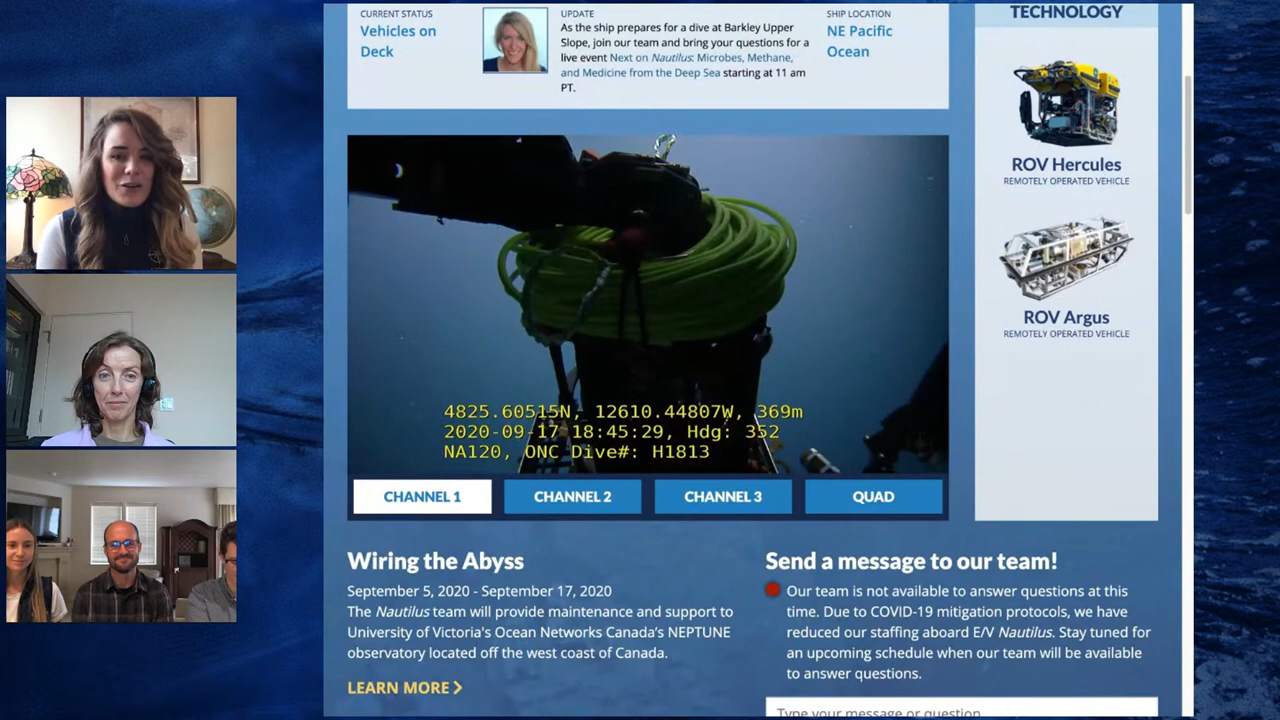 CURRENT STATUS
Vehicles on
Deck
UPDATE
As the ship prepares for a dive at Barkley Upper
Slope, join our team and bring your questions for a
live event Next on Nautilus: Microbes, Methane,
and Medicine from the Deep Sea starting at 11 am
PT.
SHIP LOCATION
NE Pacific
Ocean
TECHNOLOGY
ROV Hercules
REMOTELY OPERATED VEHICLE
ROV Argus
REMOTELY OPERATED VEHICLE
4825.60515N, 12610.44807W, 369m
2020-09-17 18:45:29, Hdg: 352
NA120, ONC Dive#: H1813
CHANNEL 1
CHANNEL 2
CHANNEL 3
QUAD
Wiring the Abyss
September 5, 2020 - September 17, 2020
The Nautilus team will provide maintenance and support to
University of Victoria's Ocean Networks Canada's NEPTUNE
observatory located off the west coast of Canada.
LEARN MORE
Send a message to our team!
Our team is not available to answer questions at this
time. Due to COVID-19 mitigation protocols, we have
reduced our staffing aboard E/V Nautilus. Stay tuned for
an upcoming schedule when our team will be available
to answer questions.
Type your message or question